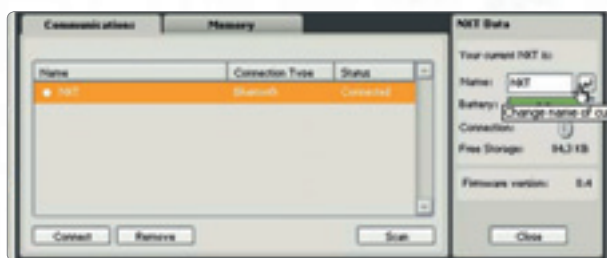 Communications
Memory
Name
Connection Type
Status
NXT
Bluetooth
Connected
Connect
Remove
Scan
NXT Data
Your current NXT is:
Name: NXT
Battery:
Change name of cu
Connection:
Free Storage: 94,3 KB
Firmware version:
Close